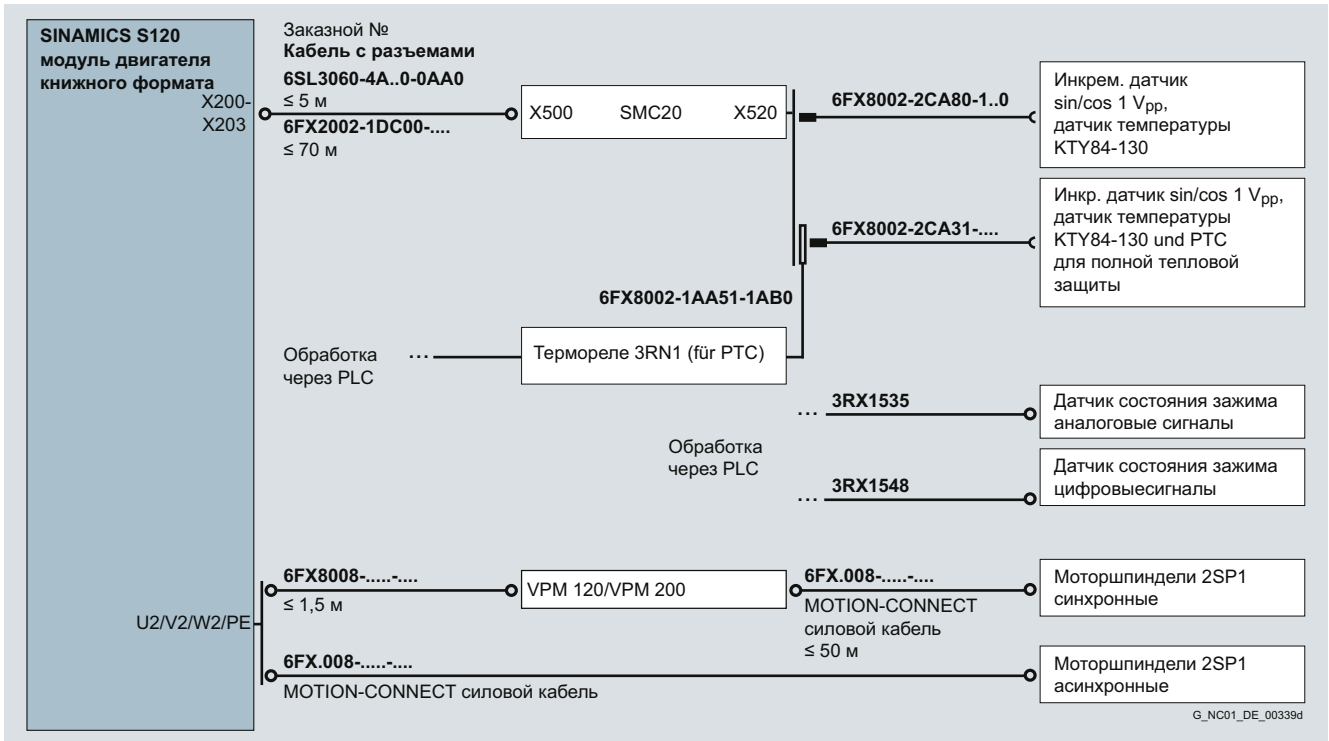 SINAMICS S120
модуль двигателя
книжного формата
X200-
X203
Заказной №
Кабель с разъемами
6SL3060-4A..0-0AA0
≤ 5 м
6FX2002-1DC00-....
≤ 70 м
X500 SMC20 X520
6FX8002-2CA80-1..0
Инкрем. датчик
sin/cos 1 Vpp,
датчик температуры
KTY84-130
6FX8002-2CA31-....
Инкр. датчик sin/cos 1 Vpp,
датчик температуры
KTY84-130 und PTC
для полной тепловой
защиты
6FX8002-1AA51-1AB0
Обработка ...
через PLC
Термореле 3RN1 (für PTC)
... 3RX1535
Датчик состояния зажима
аналоговые сигналы
Обработка
через PLC
... 3RX1548
Датчик состояния зажима
цифровыесигналы
U2/V2/W2/PE
6FX8008-.....-....
≤ 1,5 м
VPM 120/VPM 200
6FX.008-.....-....
MOTION-CONNECT
силовой кабель
≤ 50 м
Моторшпиндели 2SP1
синхронные
6FX.008-.....-....
MOTION-CONNECT силовой кабель
Моторшпиндели 2SP1
асинхронные
G_NC01_DE_00339d